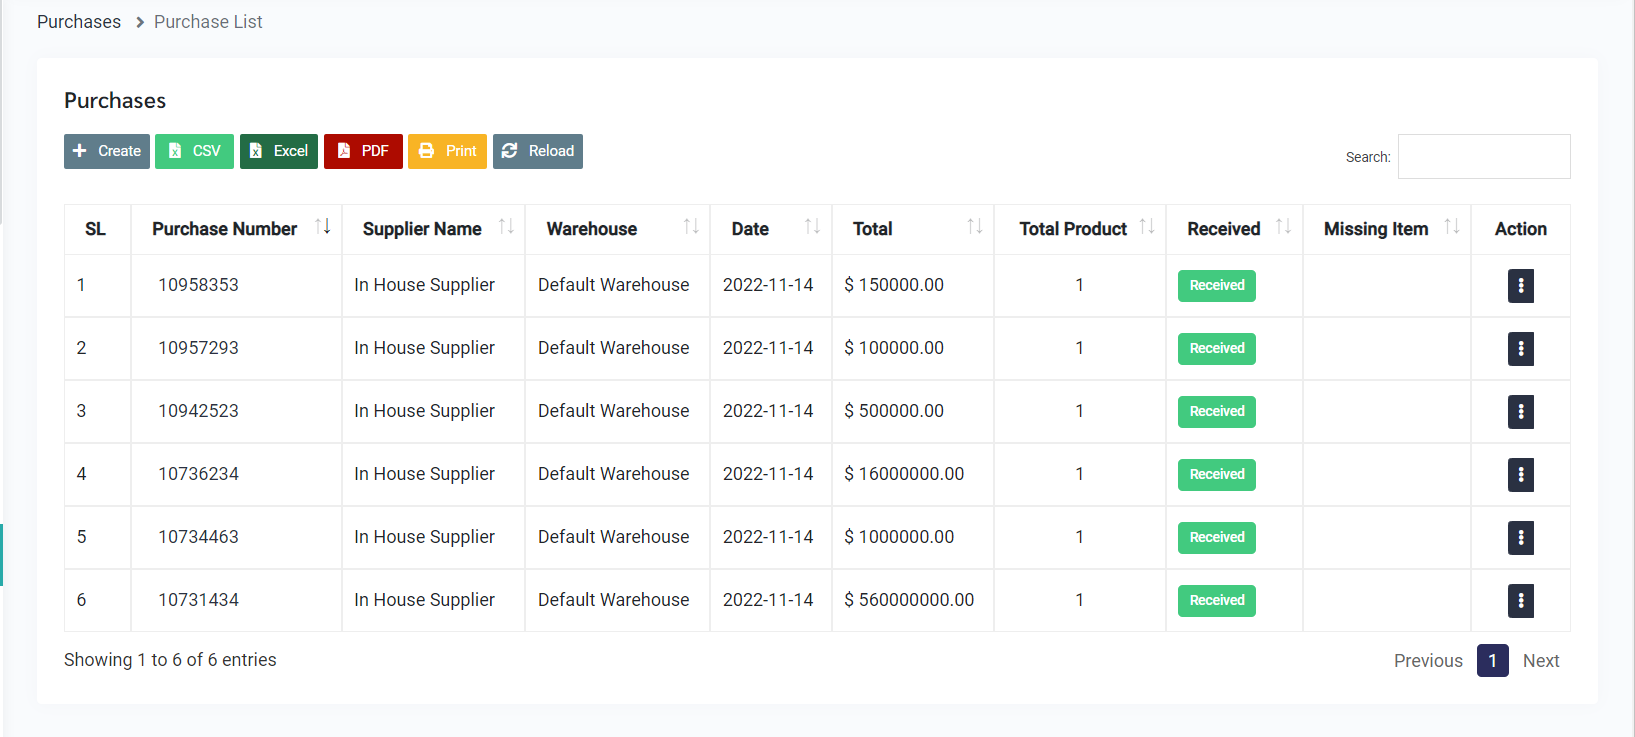 Purchases > Purchase List
Purchases
Create CSV Excel PDF Print Reload
Search:
SL Purchase Number Supplier Name Warehouse Date Total Total Product Received Missing Item Action
1 10958353 In House Supplier Default Warehouse 2022-11-14 $ 150000.00 1 Received
2 10957293 In House Supplier Default Warehouse 2022-11-14 $ 100000.00 1 Received
3 10942523 In House Supplier Default Warehouse 2022-11-14 $ 500000.00 1 Received
4 10736234 In House Supplier Default Warehouse 2022-11-14 $ 16000000.00 1 Received
5 10734463 In House Supplier Default Warehouse 2022-11-14 $ 1000000.00 1 Received
6 10731434 In House Supplier Default Warehouse 2022-11-14 $ 560000000.00 1 Received
Showing 1 to 6 of 6 entries
Previous 1 Next